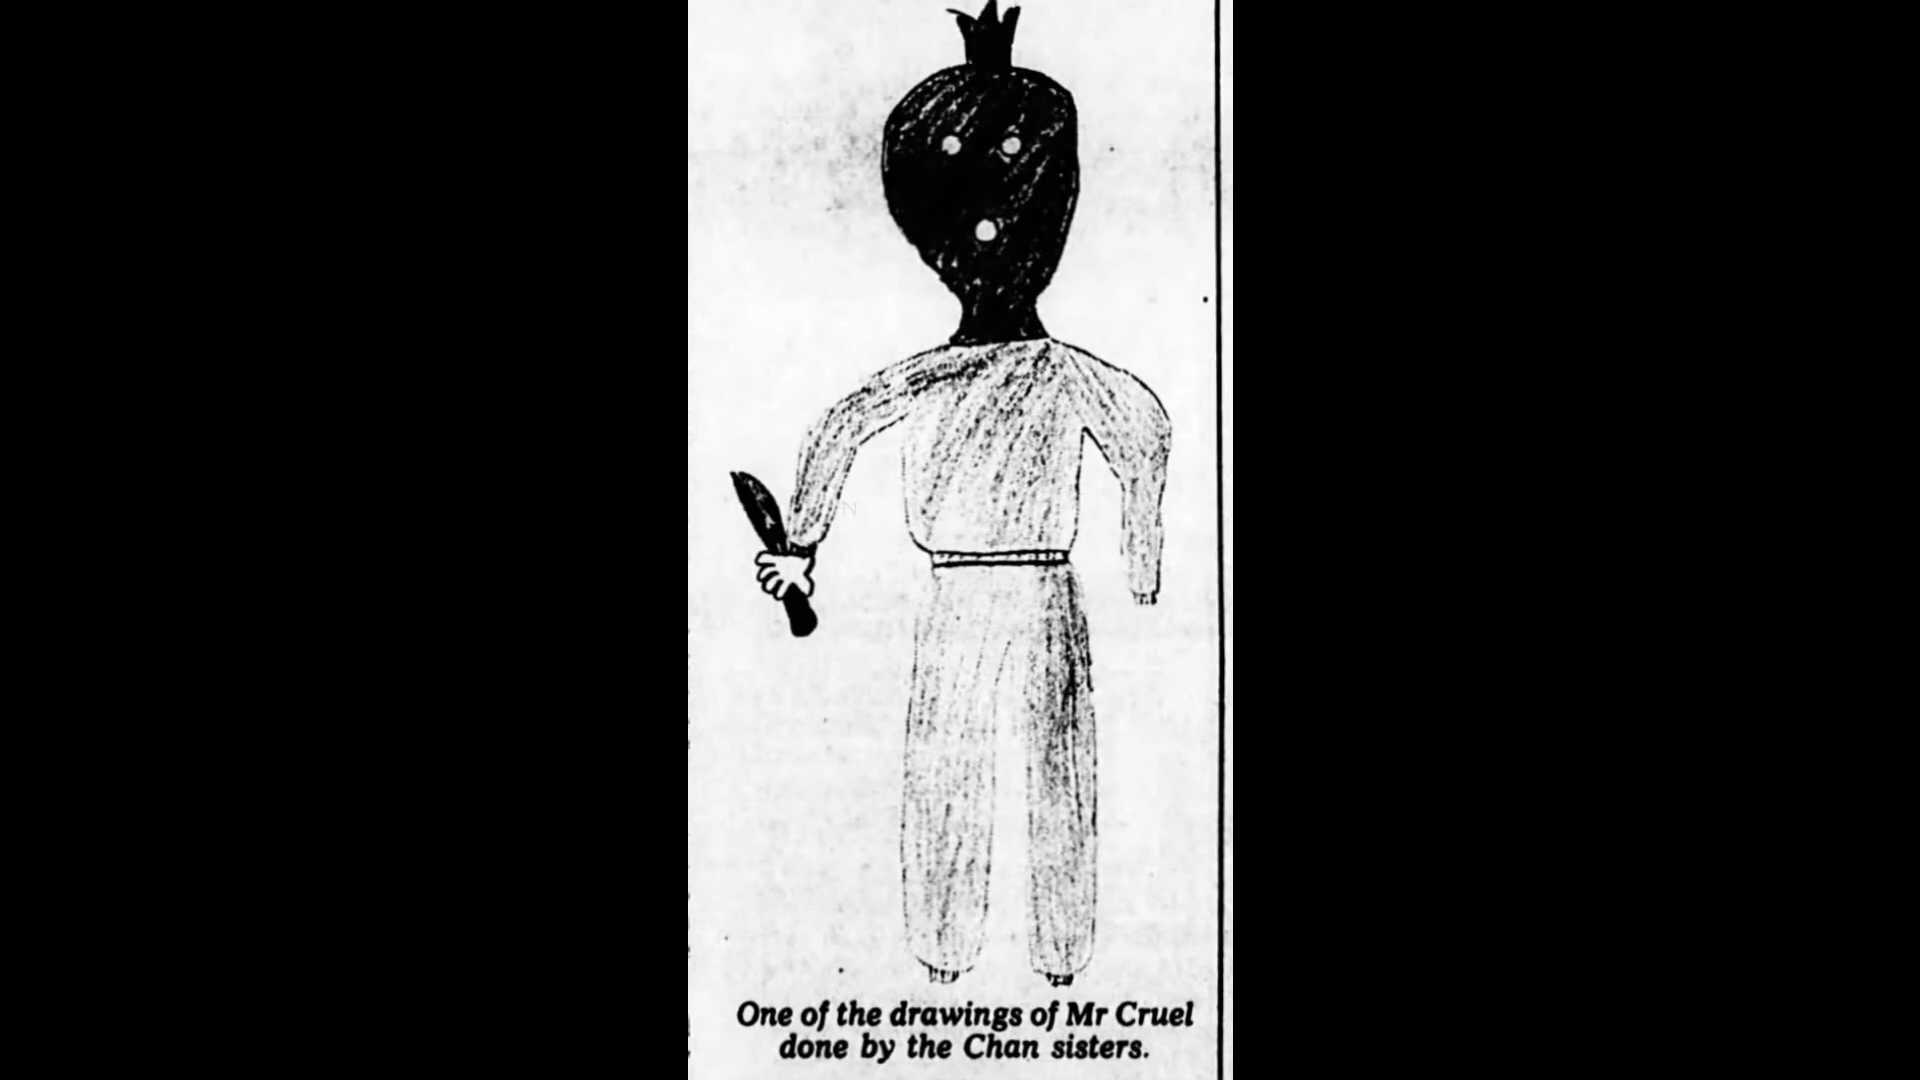 One of the drawings of Mr Cruel
done by the Chan sisters.